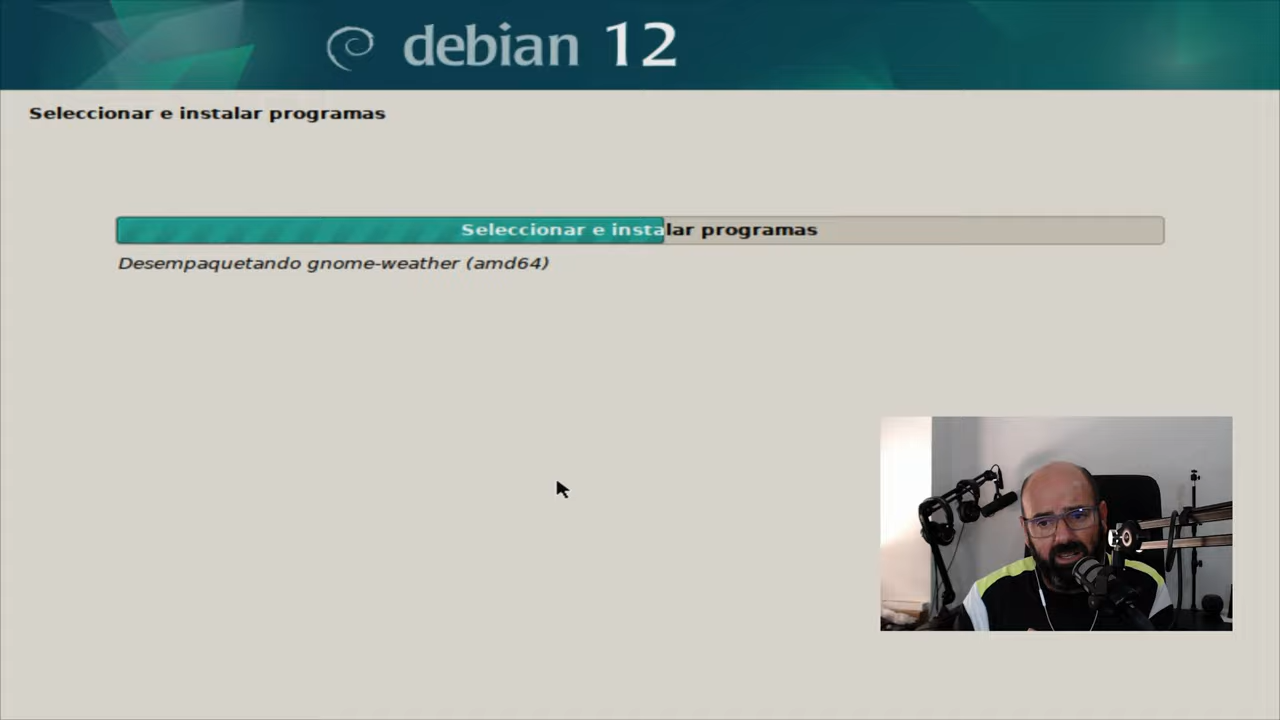 debian 12
Seleccionar e instalar programas
Seleccionar e instalar programas
Desempaquetando gnome-weather (amd64)